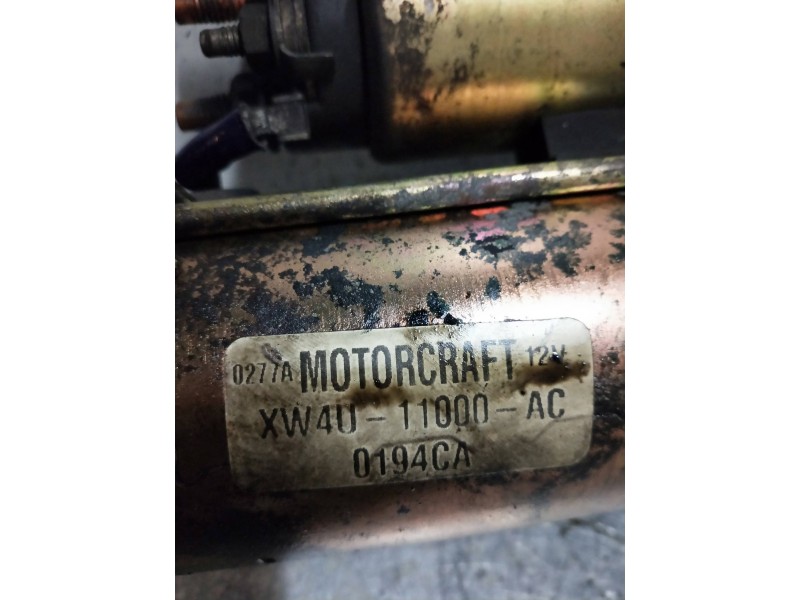 0277A MOTORCRAFT 12V
XW4U-11000-AC
0194CA